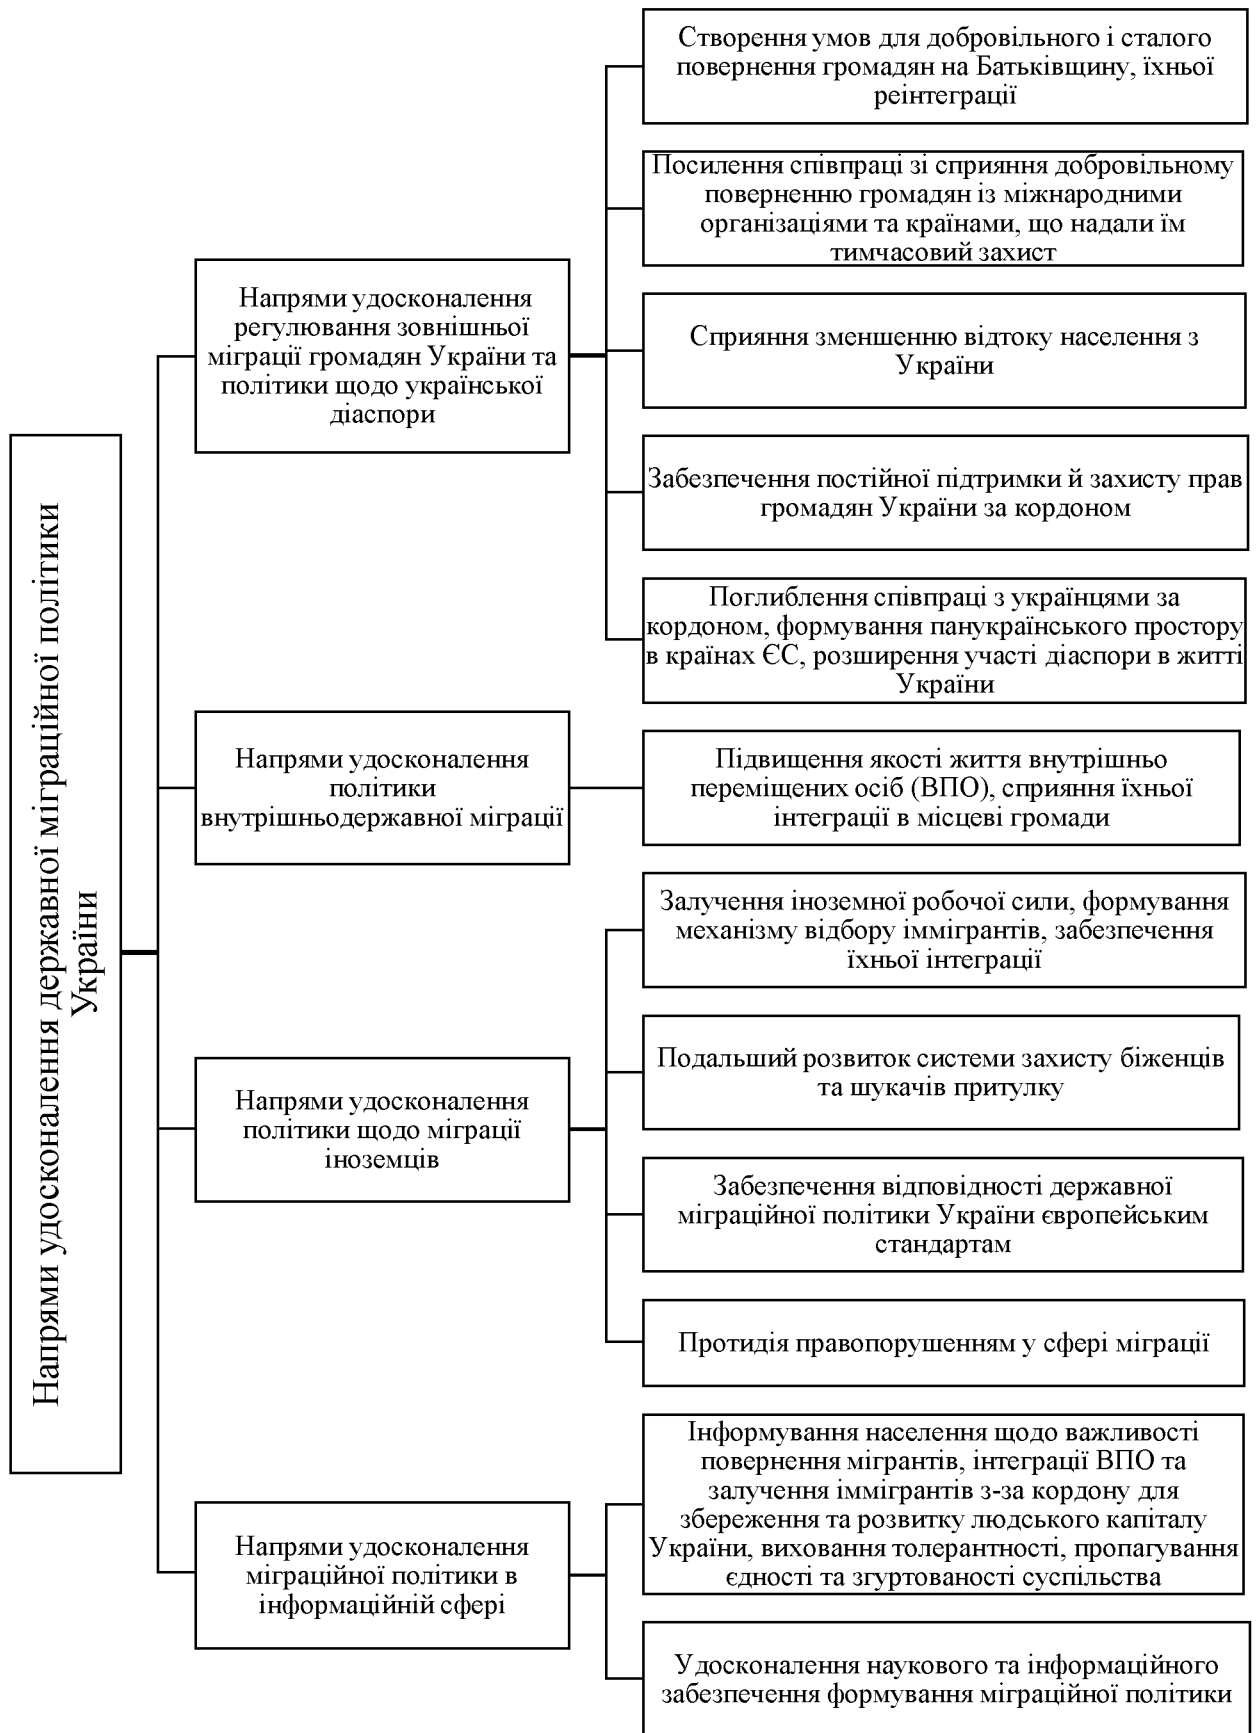 Напрями удосконалення державної міграційної політики
України
Напрями удосконалення
регулювання зовнішньої
міграції громадян України та
політики щодо української
діаспори
Створення умов для добровільного і сталого
повернення громадян на Батьківщину, їхньої
реінтеграції
Посилення співпраці зі сприяння добровільному
поверненню громадян із міжнародними
організаціями та країнами, що надали їм
тимчасовий захист
Сприяння зменшенню відтоку населення з
України
Забезпечення постійної підтримки й захисту прав
громадян України за кордоном
Поглиблення співпраці з українцями за
кордоном, формування панукраїнського простору
в країнах ЄС, розширення участі діаспори в житті
України
Напрями удосконалення
політики
внутрішньодержавної міграції
Підвищення якості життя внутрішньо
переміщених осіб (ВПО), сприяння їхньої
інтеграції в місцеві громади
Напрями удосконалення
політики щодо міграції
іноземців
Залучення іноземної робочої сили, формування
механізму відбору іммігрантів, забезпечення
їхньої інтеграції
Подальший розвиток системи захисту біженців
та шукачів притулку
Забезпечення відповідності державної
міграційної політики України європейським
стандартам
Протидія правопорушенням у сфері міграції
Напрями удосконалення
міграційної політики в
інформаційній сфері
Інформування населення щодо важливості
повернення мігрантів, інтеграції ВПО та
залучення іммігрантів з-за кордону для
збереження та розвитку людського капіталу
України, виховання толерантності, пропагування
єдності та згуртованості суспільства
Удосконалення наукового та інформаційного
забезпечення формування міграційної політики